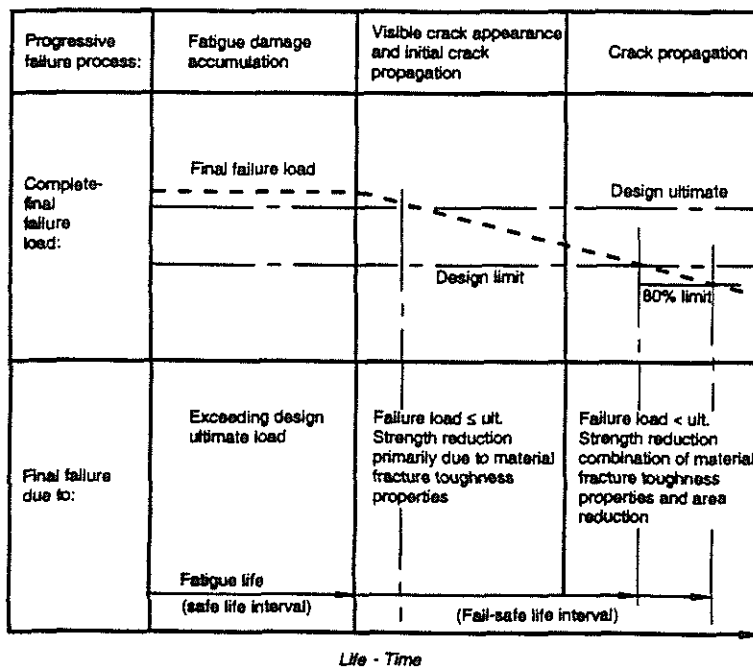 Progressive
failure process:
Fatigue damage
accumulation
Visible crack appearance
and initial crack
propagation
Crack propagation
Complete-
final
failure
load:
Final failure load
Design ultimate
Design limit
80% limit
Final failure
due to:
Exceeding design
ultimate load
Failure load ≤ ult.
Strength reduction
primarily due to material
fracture toughness
properties
Failure load < ult.
Strength reduction
combination of material
fracture toughness
properties and area
reduction
Fatigue life
(safe life interval)
(Fail-safe life interval)
Life - Time